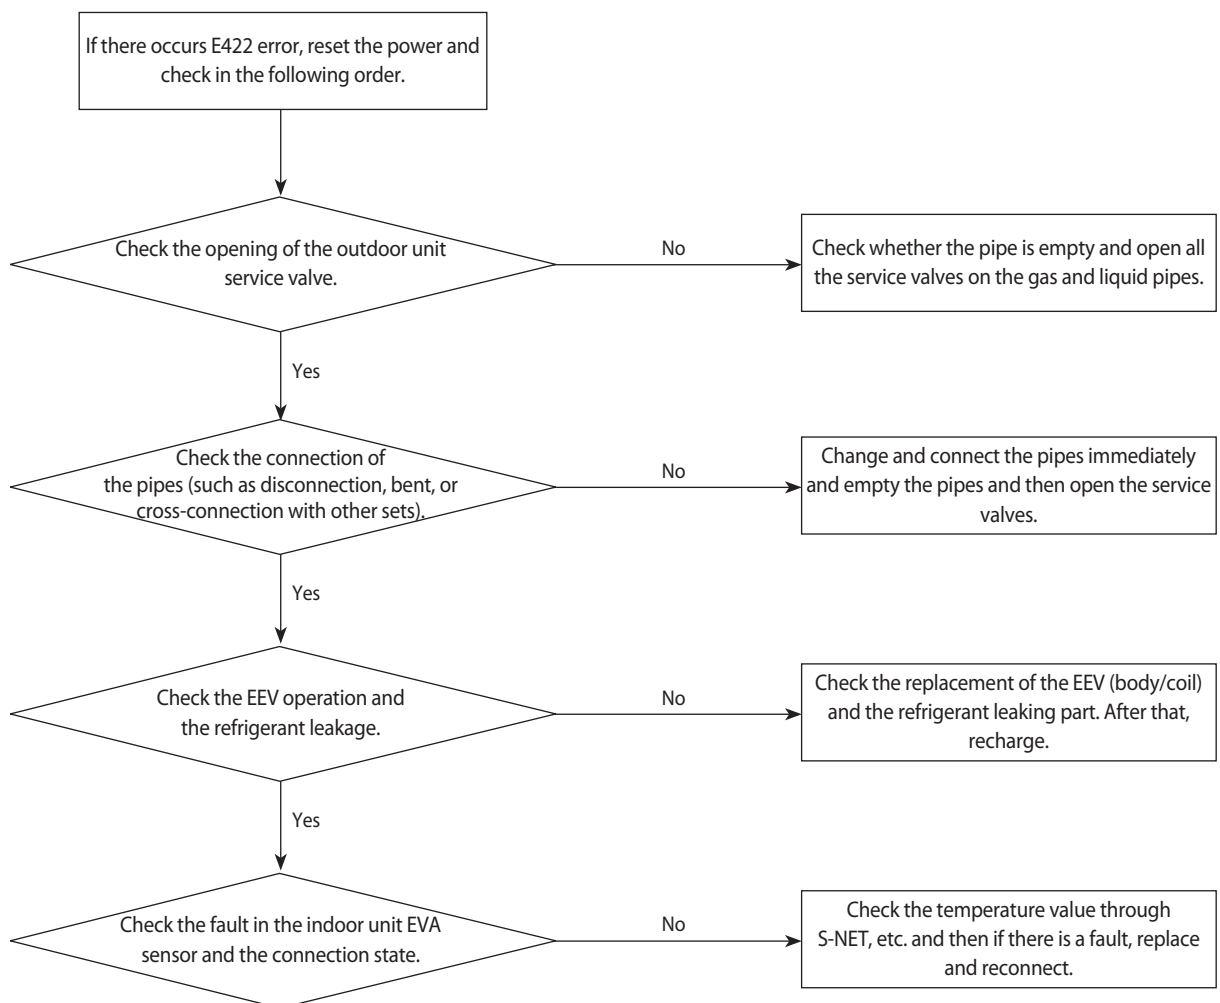 If there occurs E422 error, reset the power and
check in the following order.
Check the opening of the outdoor unit
service valve.
No
Check whether the pipe is empty and open all
the service valves on the gas and liquid pipes.
Yes
Check the connection of
the pipes (such as disconnection, bent, or
cross-connection with other sets).
No
Change and connect the pipes immediately
and empty the pipes and then open the service
valves.
Yes
Check the EEV operation and
the refrigerant leakage.
No
Check the replacement of the EEV (body/coil)
and the refrigerant leaking part. After that,
recharge.
Yes
Check the fault in the indoor unit EVA
sensor and the connection state.
No
Check the temperature value through
S-NET, etc. and then if there is a fault, replace
and reconnect.